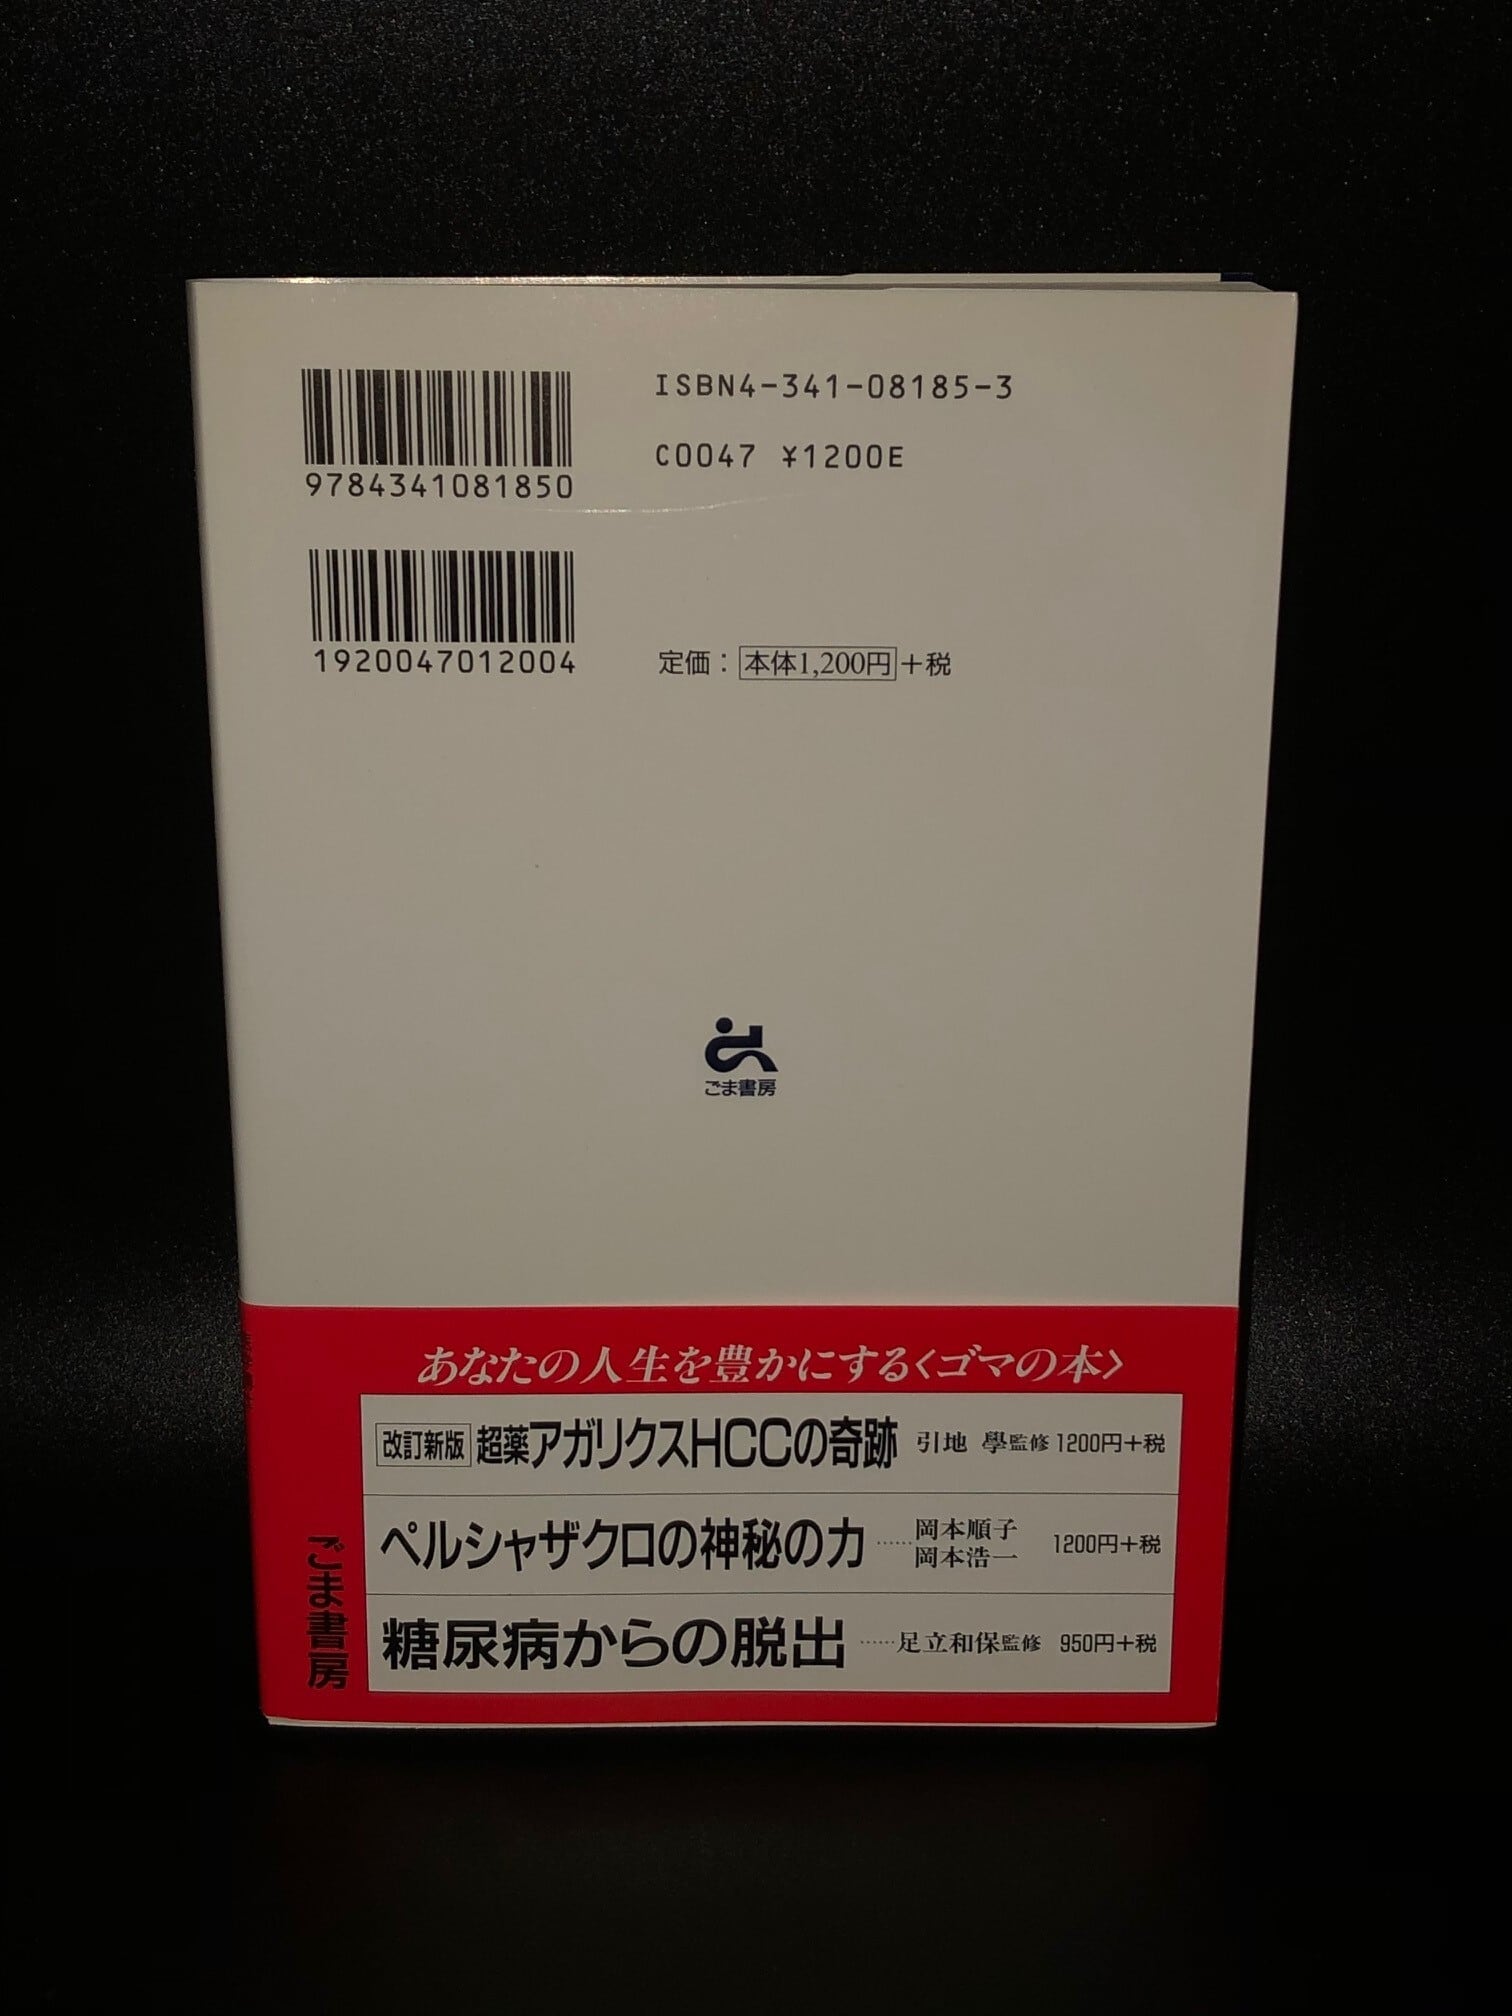 ISBN4-341-08185-3
C0047 ¥1200E
9784341081850
1920047012004
定価：本体1,200円+税
ごま書房
あなたの人生を豊かにする〈ゴマの本〉
改訂新版 超薬アガリクスHCCの奇跡 引地 學監修 1200円+税
ペルシャザクロの神秘の力……岡本順子 岡本浩一 1200円+税
糖尿病からの脱出……足立和保監修 950円+税
ごま書房